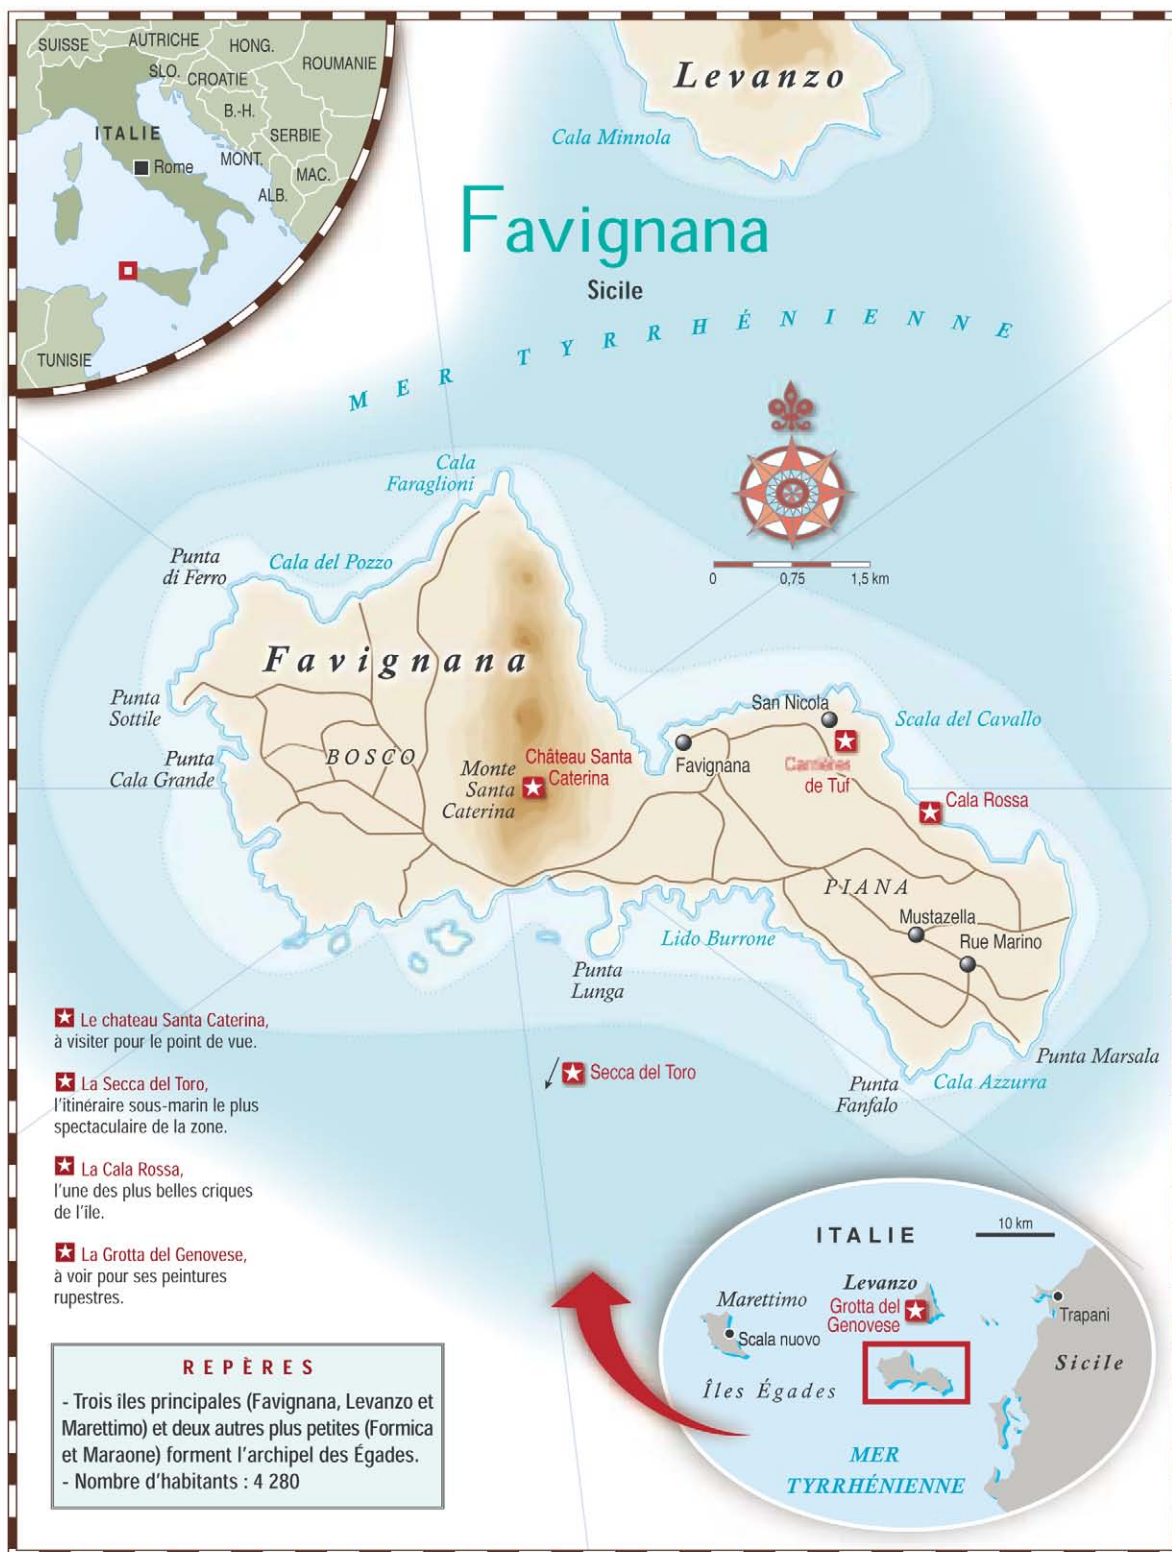 SUISSE
AUTRICHE
HONG.
ROUMANIE
SLO.
CROATIE
B.-H.
ITALIE
SERBIE
Rome
MONT.
MAC.
ALB.
TUNISIE
Levanzo
Cala Minnola
Favignana
Sicile
MER TYRRHÉNIENNE
Cala
Faraglioni
Punta
di Ferro
Cala del Pozzo
0 0,75 1,5 km
Favignana
Punta
Sottile
San Nicola
Scala del Cavallo
Punta
Cala Grande
BOSCO
Monte
Santa
Caterina
Château Santa
Caterina
Favignana
Carrières
de Tuf
Cala Rossa
PIANA
Mustazella
Rue Marino
Lido Burrone
Punta
Lunga
Punta Marsala
Cala Azzurra
Punta
Fanfalo
Secca del Toro
Le chateau Santa Caterina,
à visiter pour le point de vue.
La Secca del Toro,
l'itinéraire sous-marin le plus
spectaculaire de la zone.
La Cala Rossa,
l'une des plus belles criques
de l'île.
La Grotta del Genovese,
à voir pour ses peintures
rupestres.
REPÈRES
- Trois îles principales (Favignana, Levanzo et
Marettimo) et deux autres plus petites (Formica
et Maraone) forment l'archipel des Égades.
- Nombre d'habitants : 4 280
ITALIE
10 km
Levanzo
Marettimo
Grotta del
Genovese
Trapani
Scala nuovo
Sicile
Îles Égades
MER
TYRRHÉNIENNE